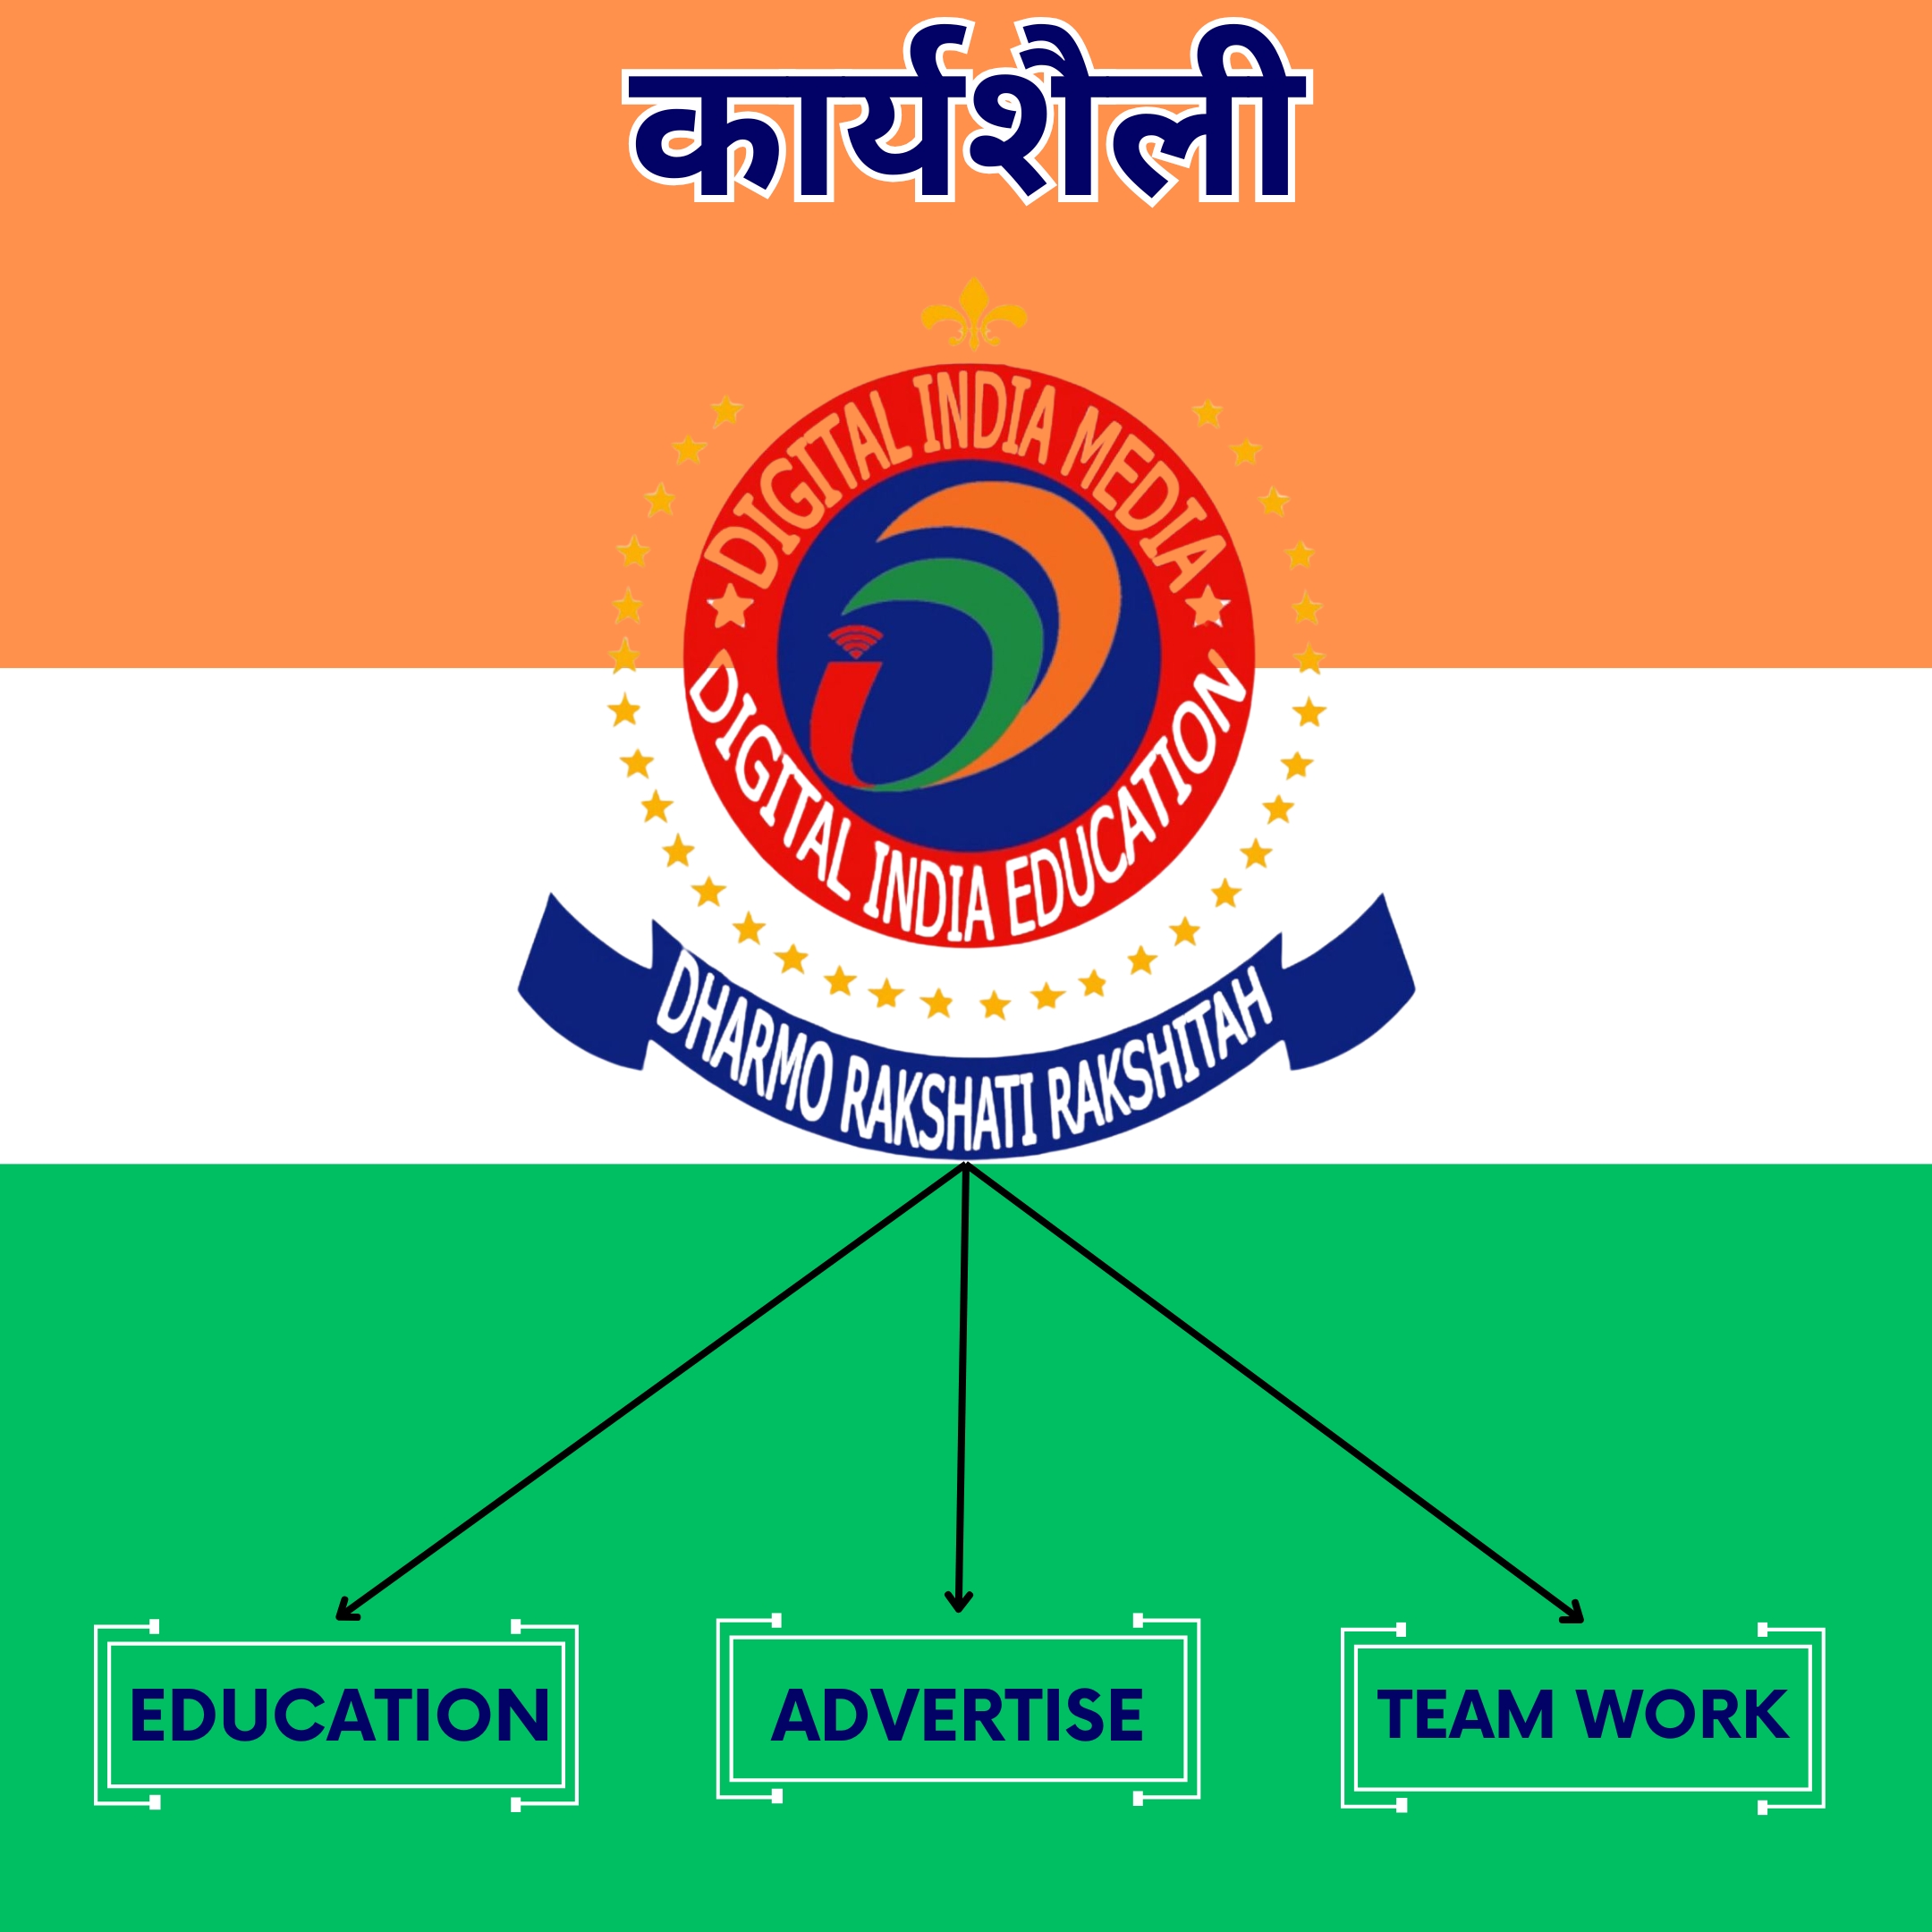 कार्यशैली
DIGITAL INDIA MEDIA
DIGITAL INDIA EDUCATION
DHARMO RAKSHATI RAKSHITAH
EDUCATION
ADVERTISE
TEAM WORK